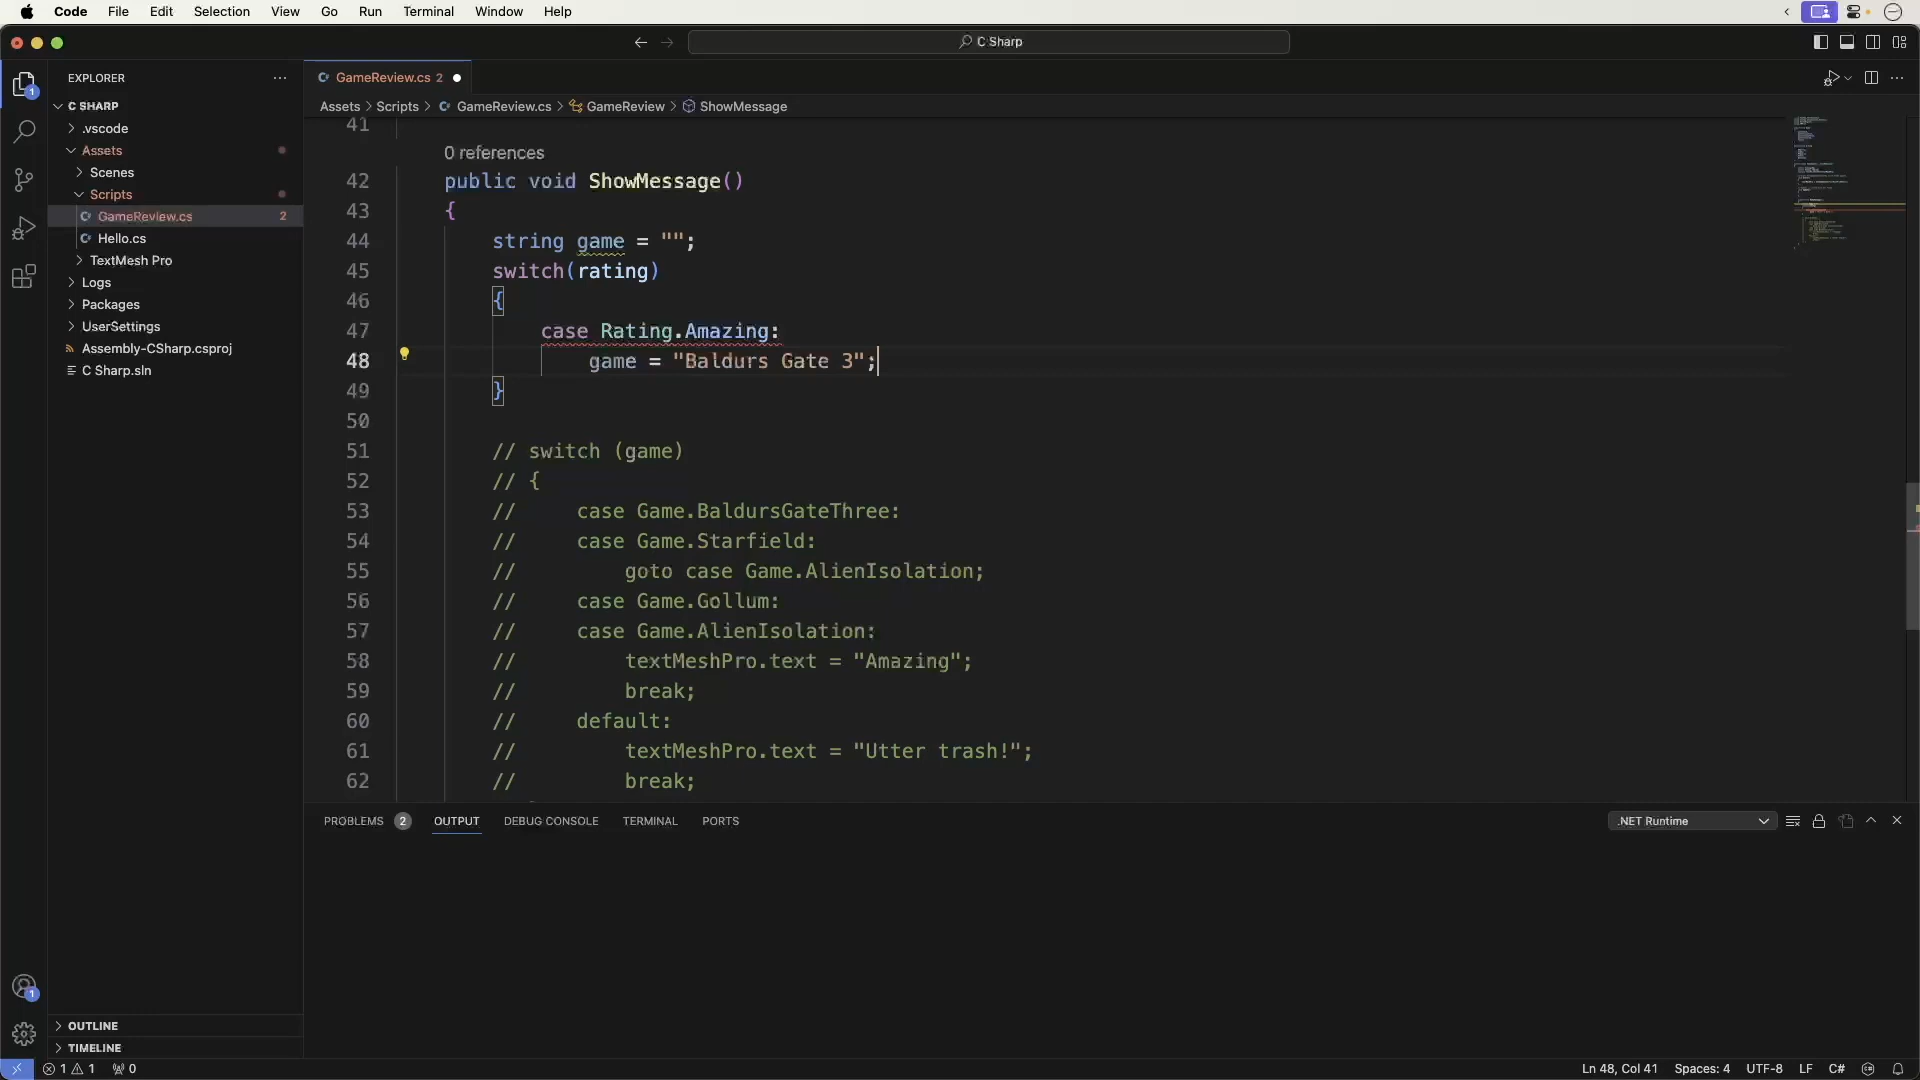 Code File Edit Selection View Go Run Terminal Window Help
C Sharp
EXPLORER
C SHARP
.vscode
Assets
Scenes
Scripts
GameReview.cs 2
Hello.cs
TextMesh Pro
Logs
Packages
UserSettings
Assembly-CSharp.csproj
C Sharp.sln
OUTLINE
TIMELINE
1
1
GameReview.cs 2
Assets > Scripts > GameReview.cs > GameReview > ShowMessage
41
0 references
42 public void ShowMessage()
43 {
44 string game = "";
45 switch(rating)
46 {
47 case Rating.Amazing:
48 game = "Baldurs Gate 3";
49 }
50
51 // switch (game)
52 // {
53 // case Game.BaldursGateThree:
54 // case Game.Starfield:
55 // goto case Game.AlienIsolation;
56 // case Game.Gollum:
57 // case Game.AlienIsolation:
58 // textMeshPro.text = "Amazing";
59 // break;
60 // default:
61 // textMeshPro.text = "Utter trash!";
62 // break;
PROBLEMS 2 OUTPUT DEBUG CONSOLE TERMINAL PORTS
.NET Runtime
1 1 0
Ln 48, Col 41 Spaces: 4 UTF-8 LF C#